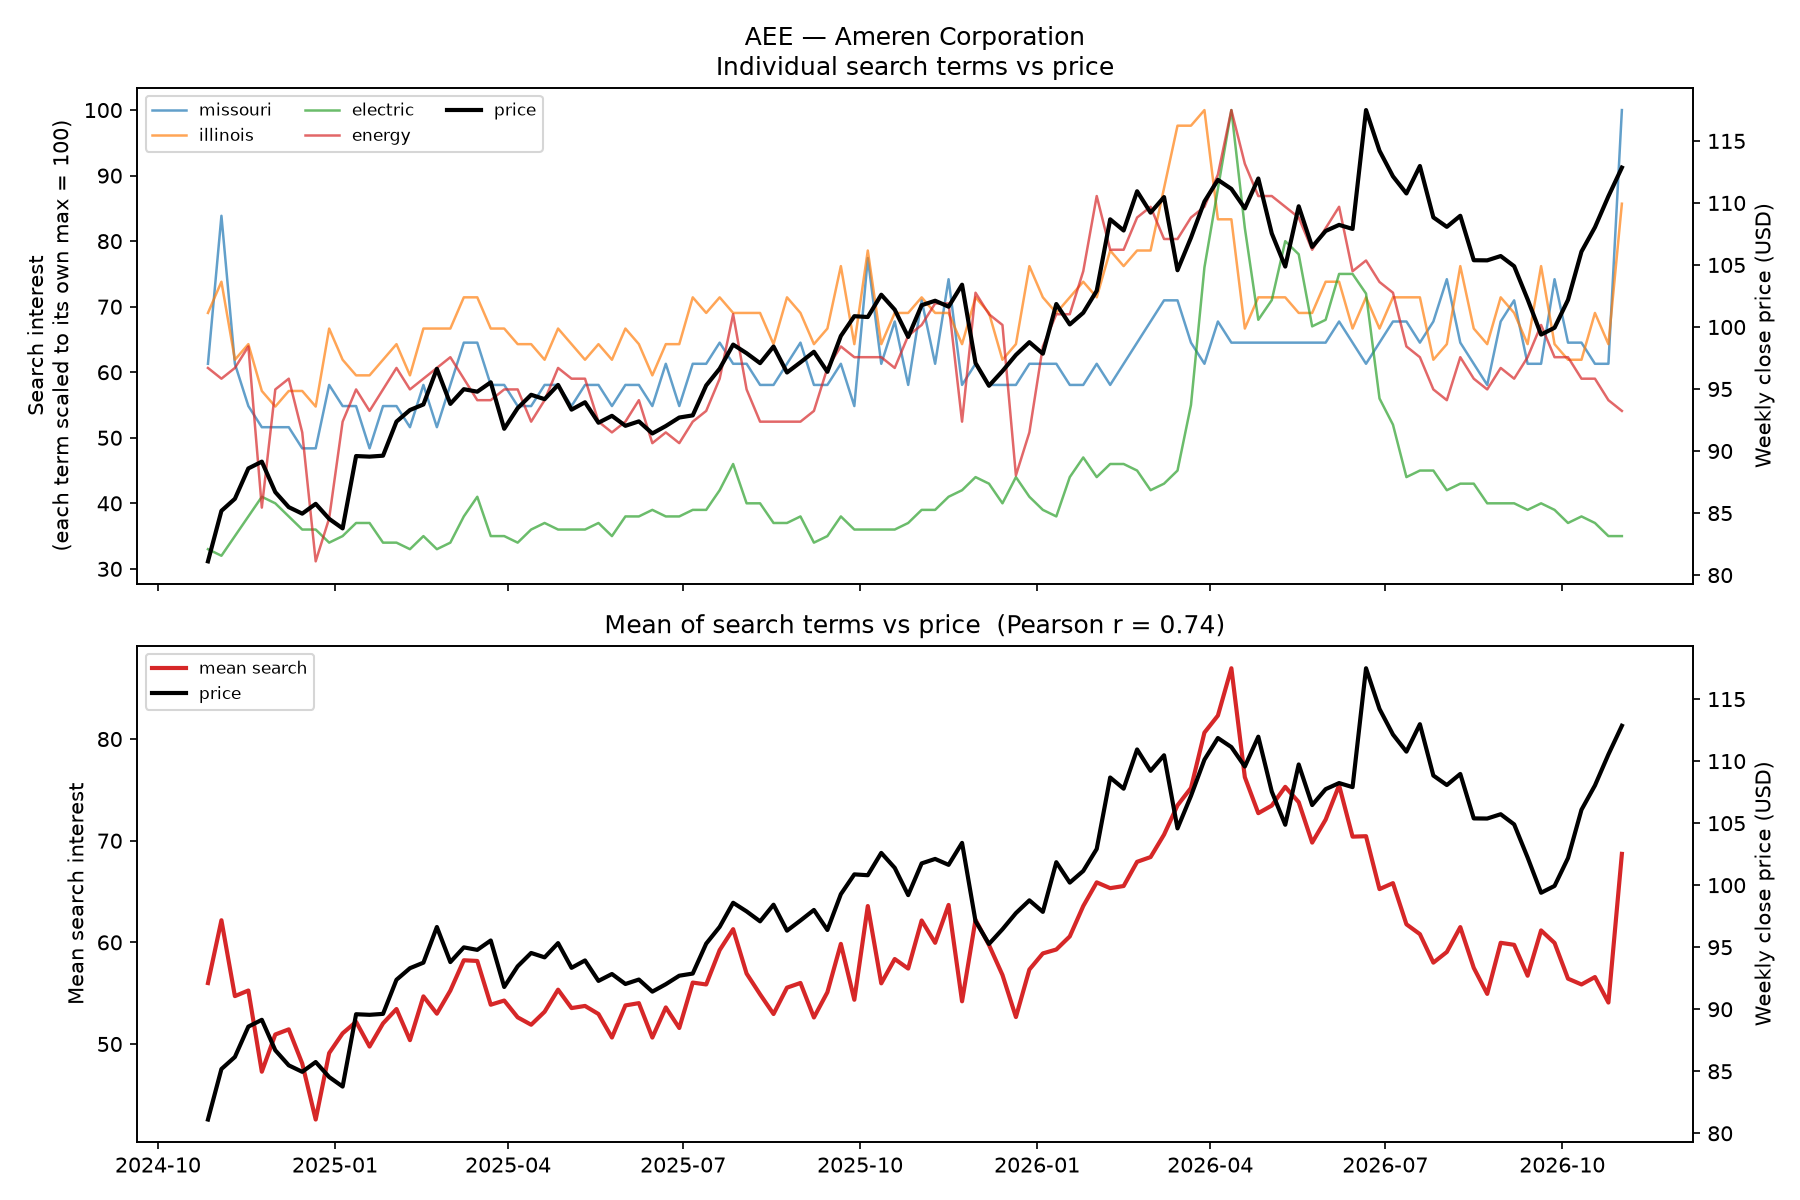 AEE — Ameren Corporation
Individual search terms vs price
missouri
illinois
electric
energy
price
Search interest
(each term scaled to its own max = 100)
100
90
80
70
60
50
40
30
115
110
105
100
95
90
85
80
Weekly close price (USD)
Mean of search terms vs price (Pearson r = 0.74)
mean search
price
Mean search interest
80
70
60
50
115
110
105
100
95
90
85
80
Weekly close price (USD)
2024-10
2025-01
2025-04
2025-07
2025-10
2026-01
2026-04
2026-07
2026-10